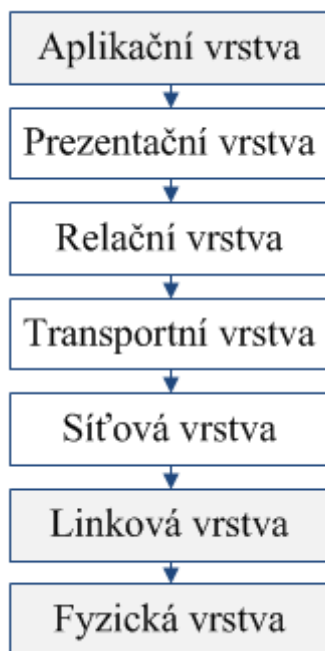 Aplikační vrstva
Prezentační vrstva
Relační vrstva
Transportní vrstva
Síťová vrstva
Linková vrstva
Fyzická vrstva